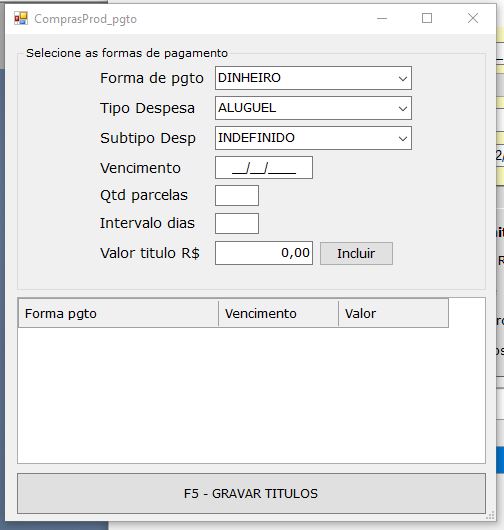 ComprasProd_pgto
Selecione as formas de pagamento
Forma de pgto DINHEIRO
Tipo Despesa ALUGUEL
Subtipo Desp INDEFINIDO
Vencimento __/__/____
Qtd parcelas
Intervalo dias
Valor titulo R$ 0,00 Incluir
Forma pgto Vencimento Valor
F5 - GRAVAR TITULOS